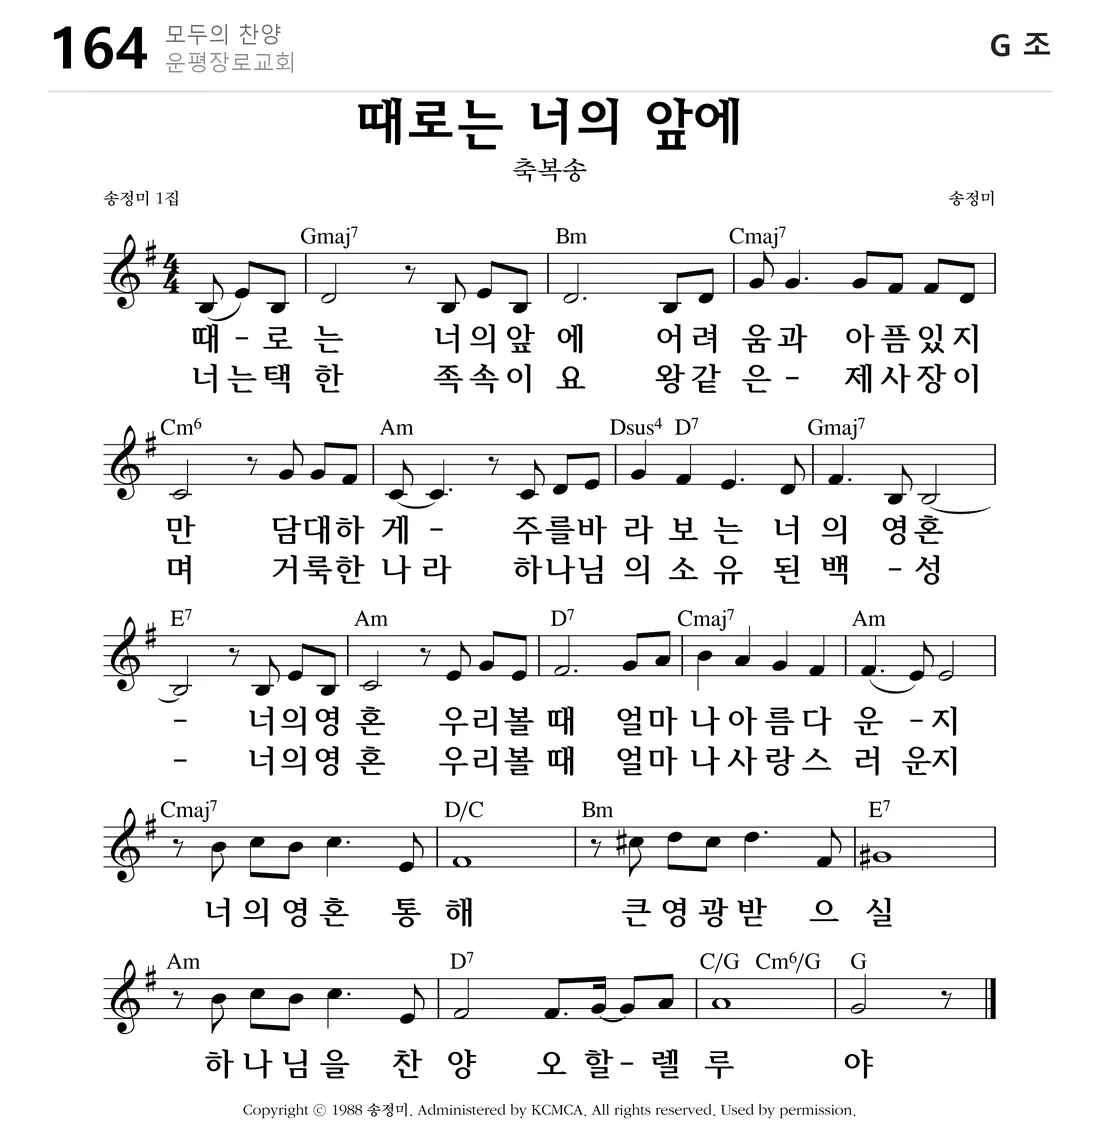 164 모두의 찬양
운평장로교회
G 조
때로는 너의 앞에
축복송
송정미 1집 송정미
Gmaj7 Bm Cmaj7
때-로 는 너의앞 에 어려 움과 아픔있지
너는택 한 족속이 요 왕같 은- 제사장이
Cm6 Am Dsus4 D7 Gmaj7
만 담대하 게- 주를바 라 보 는 너 의 영혼
며 거룩한 나라 하나님 의 소 유 된 백 -성
E7 Am D7 Cmaj7 Am
- 너의영 혼 우리볼 때 얼마 나아름다 운 -지
- 너의영 혼 우리볼 때 얼마 나사랑스 러 운지
Cmaj7 D/C Bm E7
너의영혼 통 해 큰영광받 으 실
Am D7 C/G Cm6/G G
하나님을 찬 양 오 할-렐 루 야
Copyright ⓒ 1988 송정미. Administered by KCMCA. All rights reserved. Used by permission.